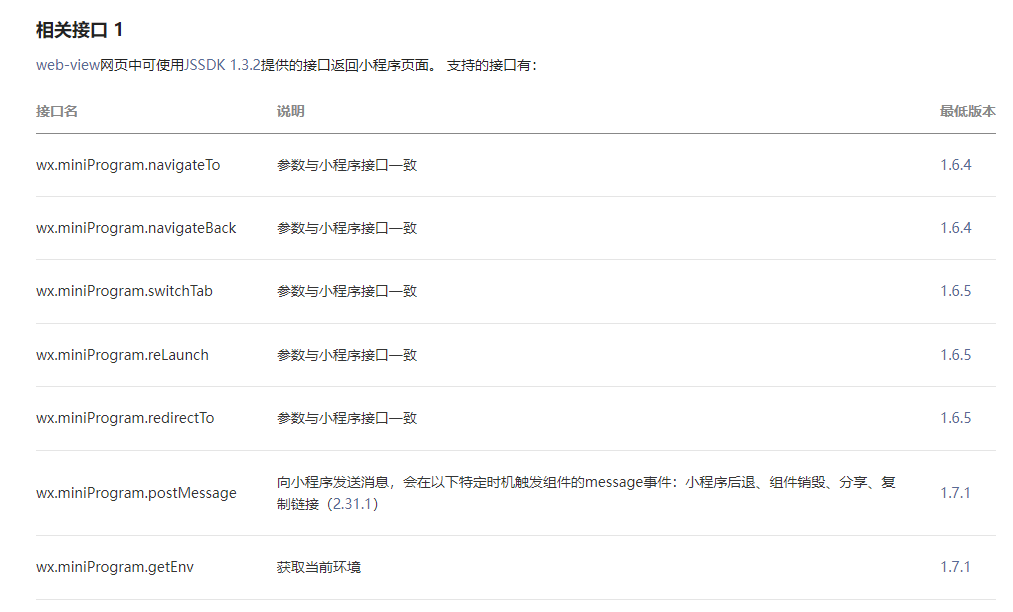 相关接口 1
web-view网页中可使用JSSDK 1.3.2提供的接口返回小程序页面。 支持的接口有：
接口名 说明 最低版本
wx.miniProgram.navigateTo 参数与小程序接口一致 1.6.4
wx.miniProgram.navigateBack 参数与小程序接口一致 1.6.4
wx.miniProgram.switchTab 参数与小程序接口一致 1.6.5
wx.miniProgram.reLaunch 参数与小程序接口一致 1.6.5
wx.miniProgram.redirectTo 参数与小程序接口一致 1.6.5
wx.miniProgram.postMessage 向小程序发送消息，会在以下特定时机触发组件的message事件：小程序后退、组件销毁、分享、复 1.7.1
制链接（2.31.1）
wx.miniProgram.getEnv 获取当前环境 1.7.1